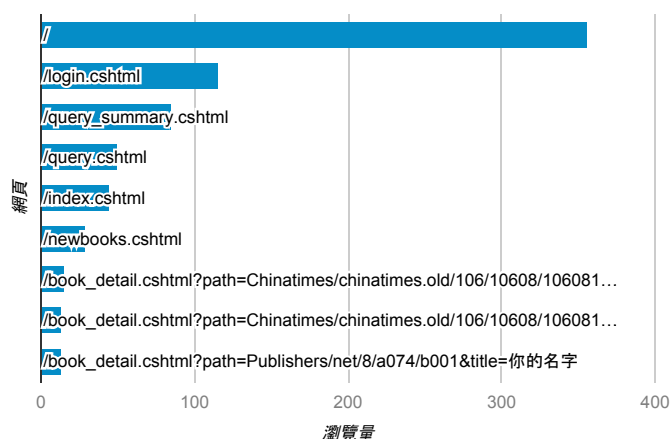 /
/login.cshtml
/query_summary.cshtml
/query.cshtml
/index.cshtml
/newbooks.cshtml
/book_detail.cshtml?path=Chinatimes/chinatimes.old/106/10608/106081…
/book_detail.cshtml?path=Chinatimes/chinatimes.old/106/10608/106081…
/book_detail.cshtml?path=Publishers/net/8/a074/b001&title=你的名字
網頁
0 100 200 300 400
瀏覽量